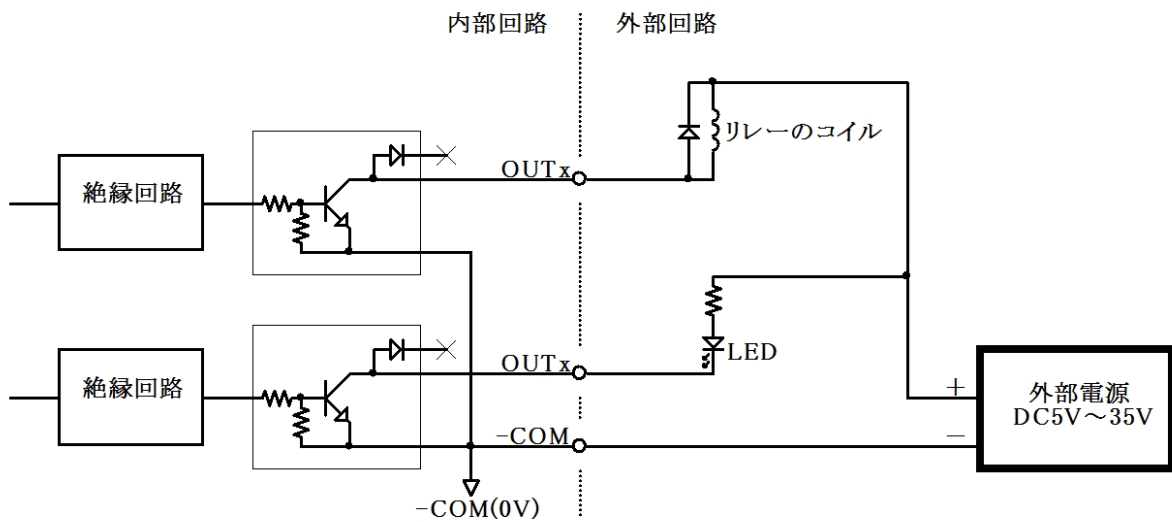 内部回路
外部回路
リレーのコイル
OUTx
絶縁回路
LED
OUTx
絶縁回路
+
外部電源
DC5V～35V
-COM
-
-COM(0V)